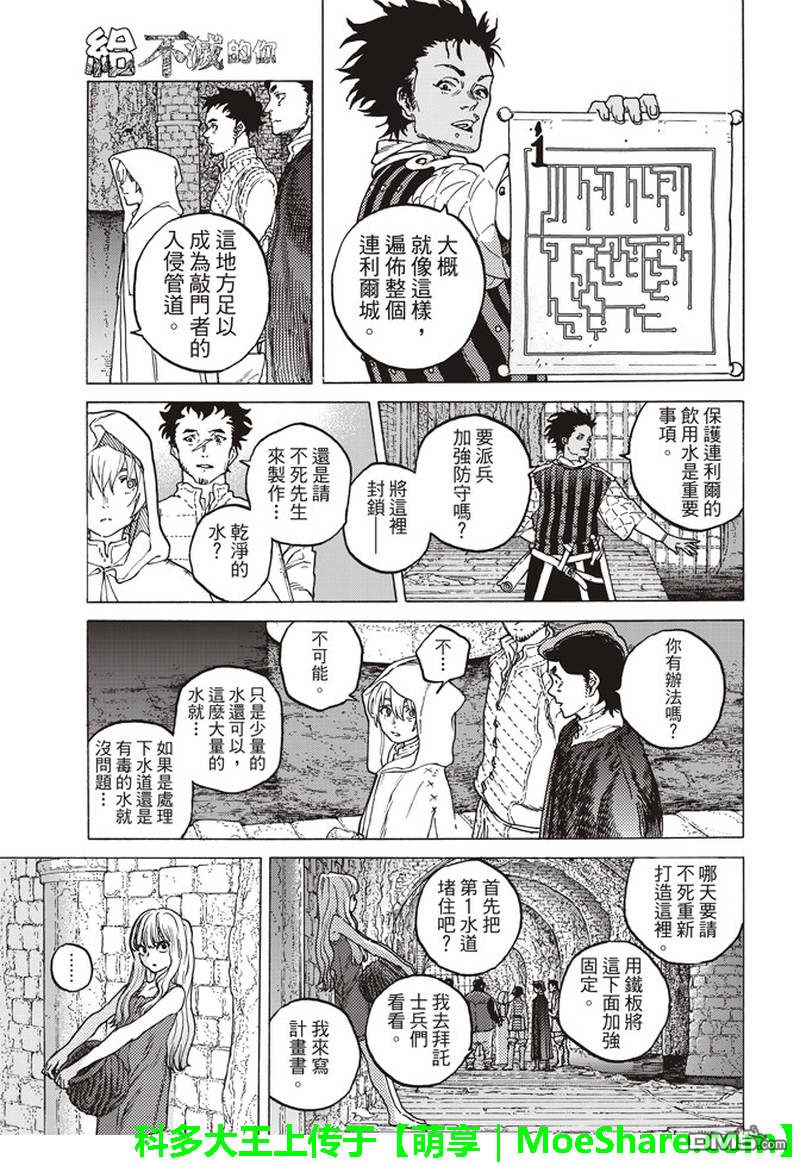 給不滅的你
1
大概
就像這樣，
遍佈整個
連利爾城。
這地方足以
成為敲門者的
入侵管道。
保護連利爾的
飲用水是重要
事項。
要派兵
加強防守嗎？
將這裡
封鎖──
還是請
不死先生
來製作…
乾淨的
水？
你有辦法嗎？
不…
不可能。
只是少量的
水還可以，
這麼大量的
水就…
如果是處理
下水道還是
有毒的水就
沒問題…
哪天要請
不死重新
打造這裡。
用鐵板將
這下面加強
固定。
首先把
第1水道
堵住吧？
我去拜託
士兵們
看看。
我來寫
計畫書。
……
科多大王上传于【萌享｜MoeShare
DM5.com